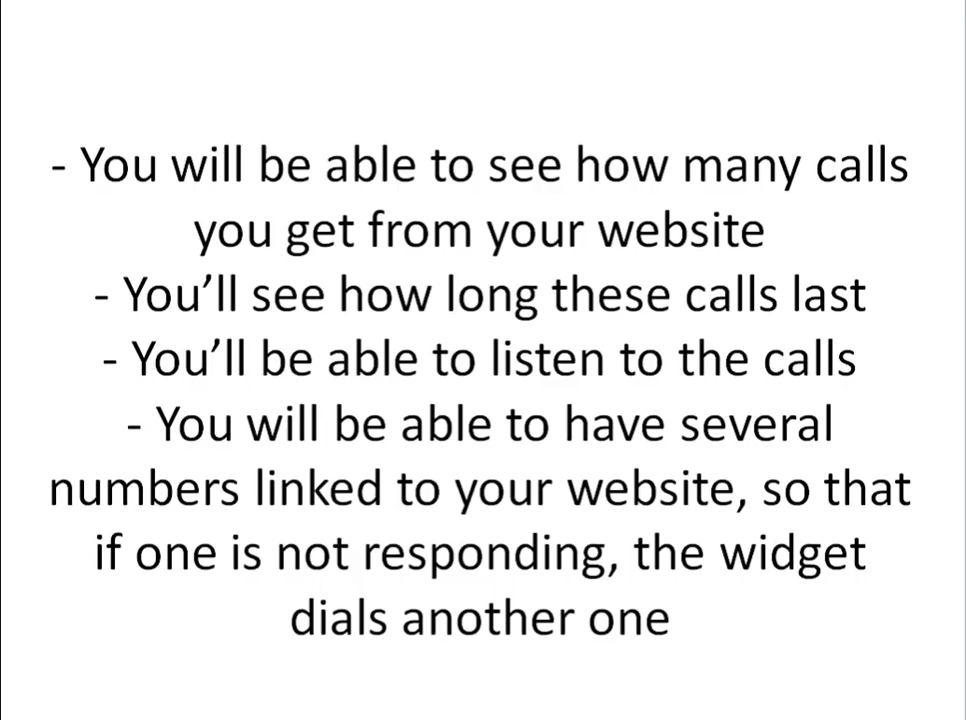 - You will be able to see how many calls
you get from your website
- You’ll see how long these calls last
- You’ll be able to listen to the calls
- You will be able to have several
numbers linked to your website, so that
if one is not responding, the widget
dials another one